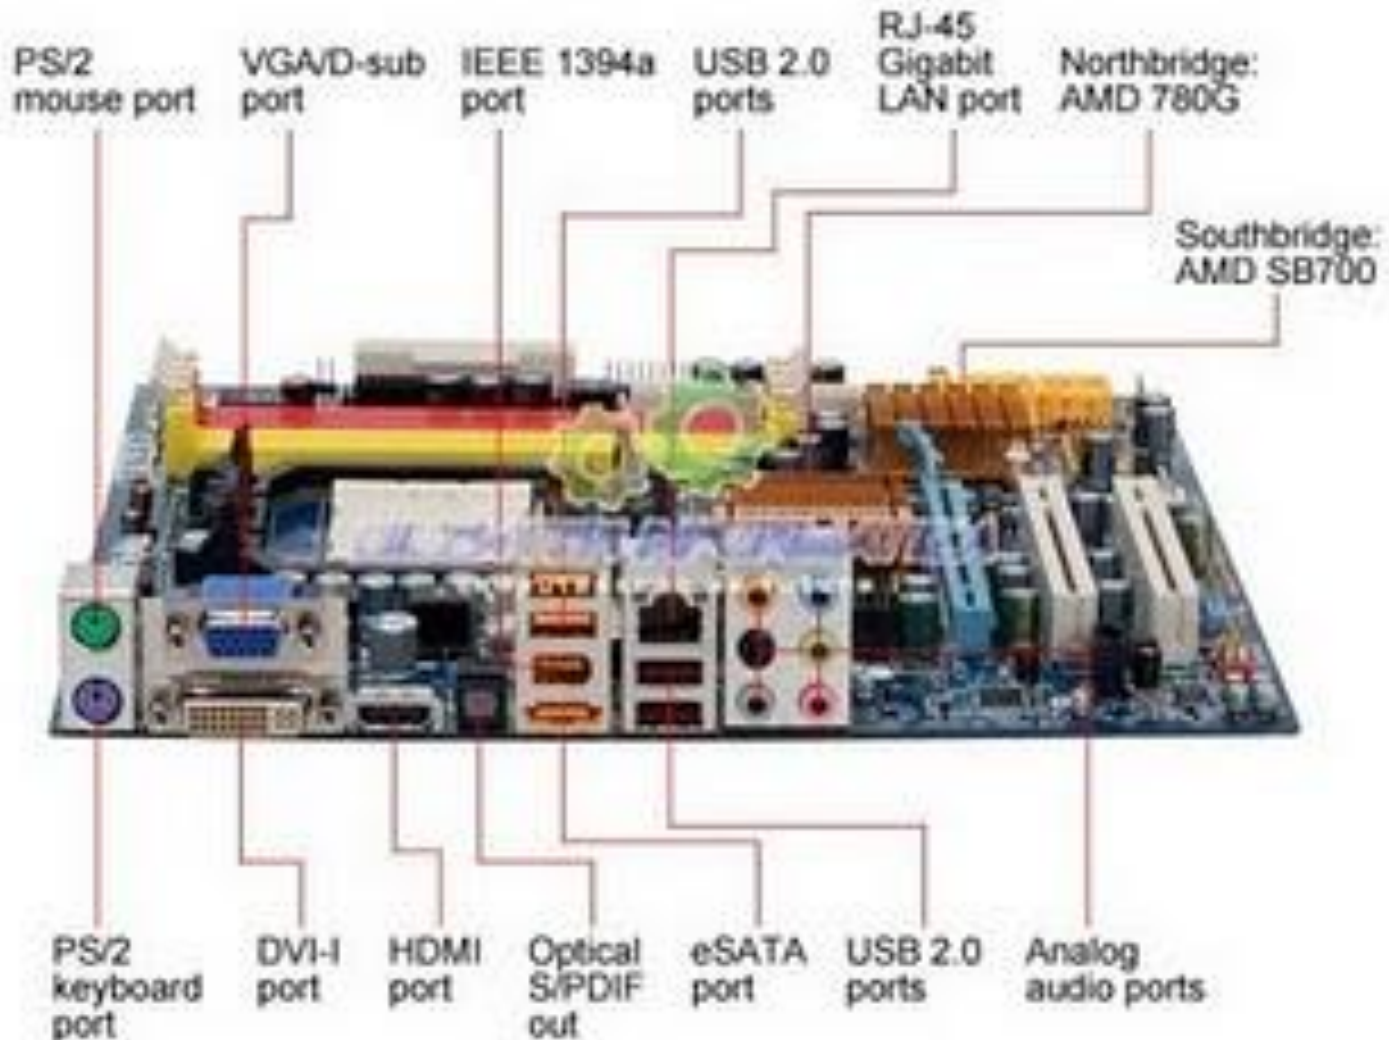 PS/2
mouse port
VGA/D-sub
port
IEEE 1394a
port
USB 2.0
ports
RJ-45
Gigabit
LAN port
Northbridge:
AMD 780G
Southbridge:
AMD SB700
PS/2
keyboard
port
DVI-I
port
HDMI
port
Optical
S/PDIF
out
eSATA
port
USB 2.0
ports
Analog
audio ports